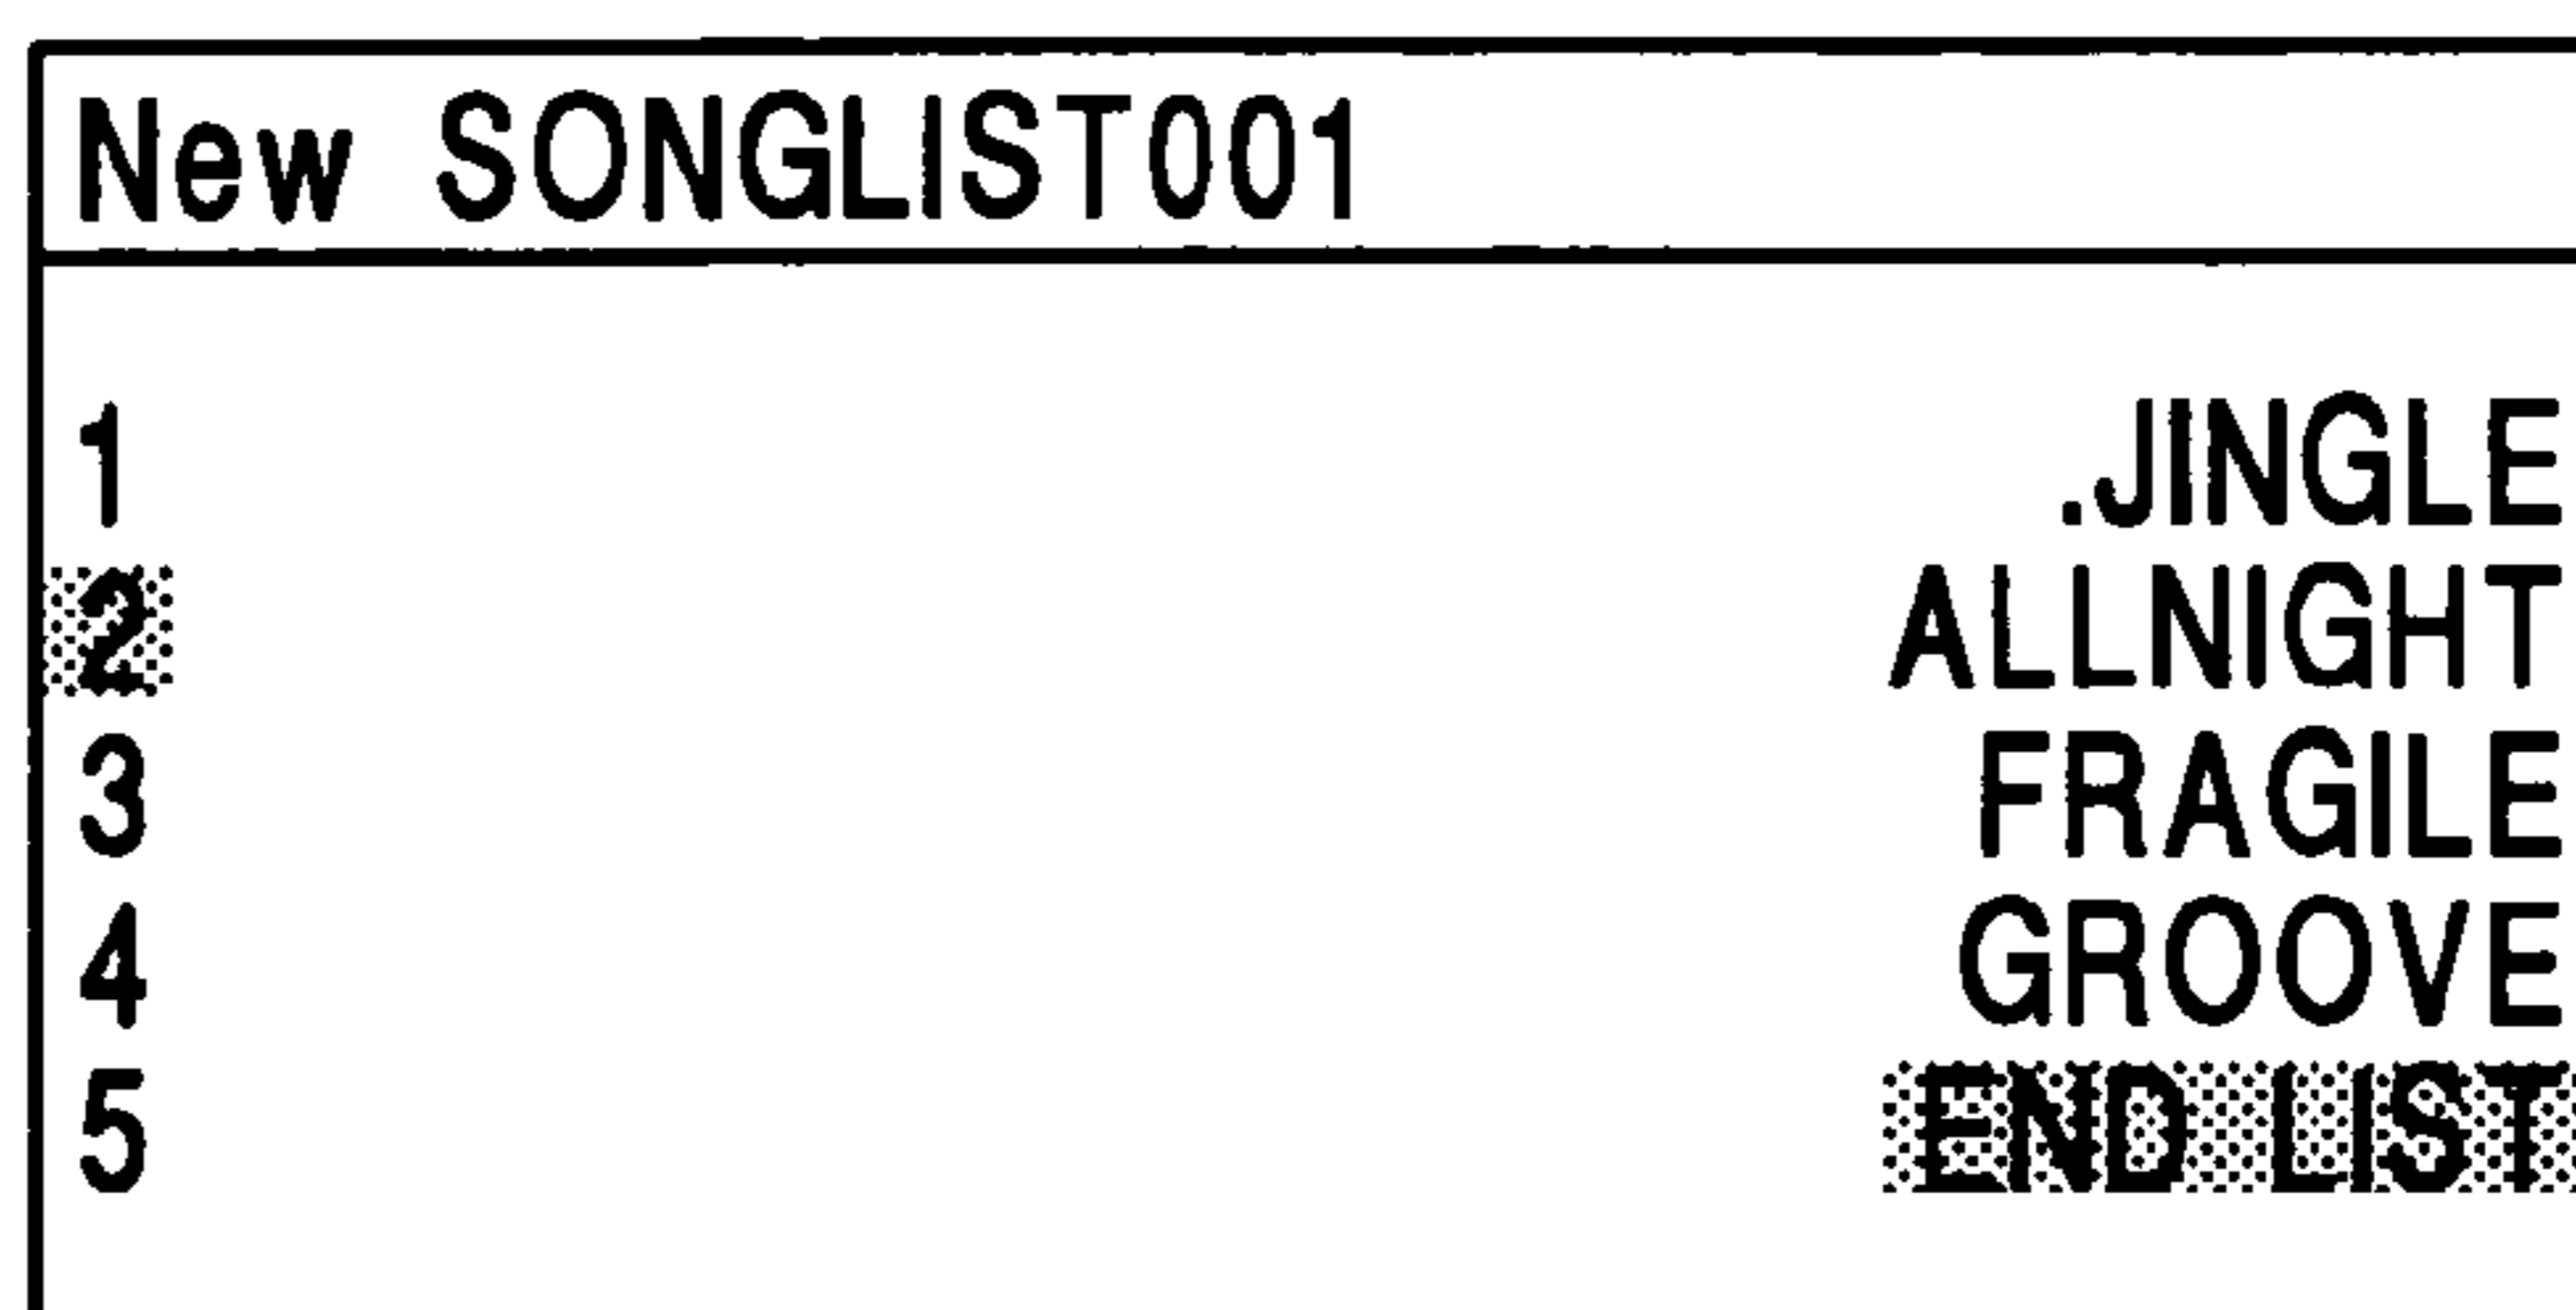 New SONGLIST001
1 .JINGLE
2 ALLNIGHT
3 FRAGILE
4 GROOVE
5 END LIST